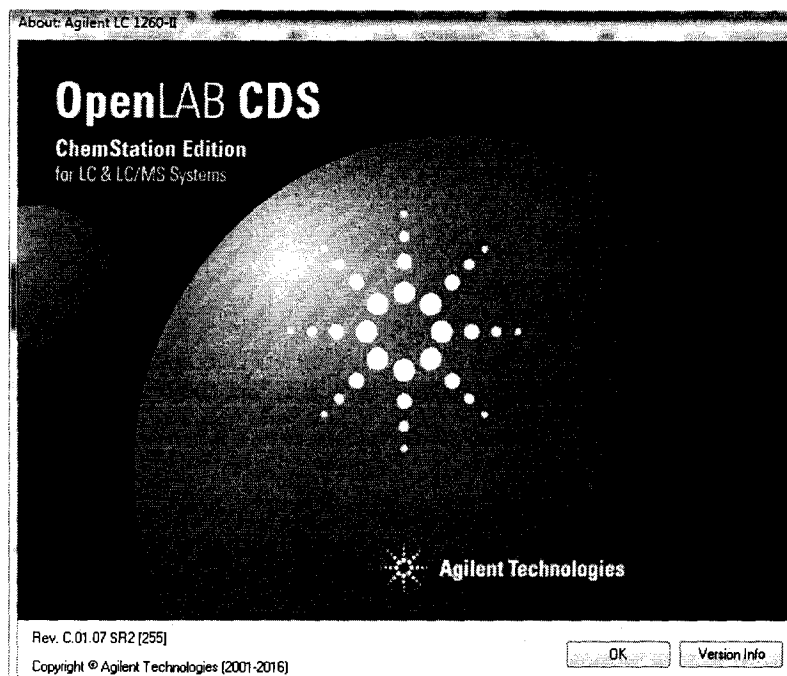 About: Agilent LC 1260-II
OpenLAB CDS
ChemStation Edition
for LC & LC/MS Systems
Agilent Technologies
Rev. C.01.07 SR2 [255]
Copyright © Agilent Technologies (2001-2016)
OK
Version Info